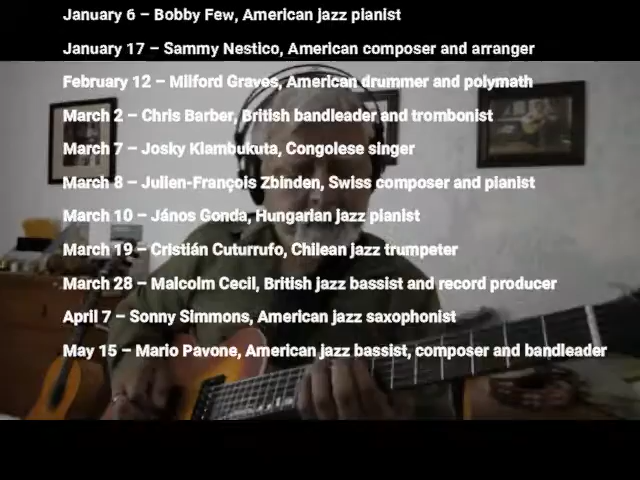 January 6 – Bobby Few, American jazz pianist
January 17 – Sammy Nestico, American composer and arranger
February 12 – Milford Graves, American drummer and polymath
March 2 – Chris Barber, British bandleader and trombonist
March 7 – Josky Kiambukuta, Congolese singer
March 8 – Julien-François Zbinden, Swiss composer and pianist
March 10 – János Gonda, Hungarian jazz pianist
March 19 – Cristián Cuturrufo, Chilean jazz trumpeter
March 28 – Malcolm Cecil, British jazz bassist and record producer
April 7 – Sonny Simmons, American jazz saxophonist
May 15 – Mario Pavone, American jazz bassist, composer and bandleader